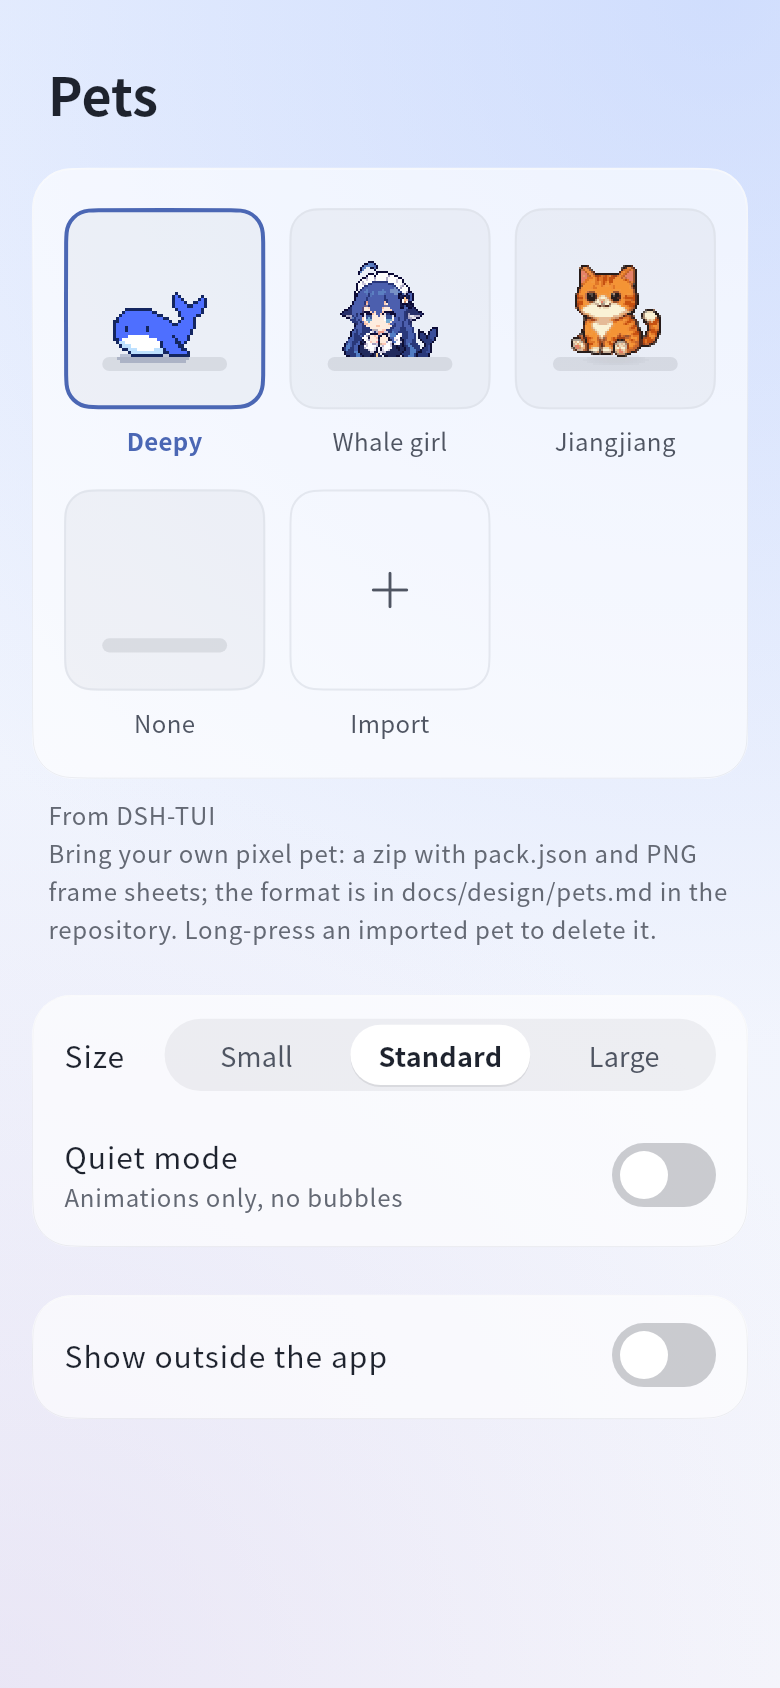 Pets
Deepy
Whale girl
Jiangjiang
None
Import
From DSH-TUI
Bring your own pixel pet: a zip with pack.json and PNG
frame sheets; the format is in docs/design/pets.md in the
repository. Long-press an imported pet to delete it.
Size
Small
Standard
Large
Quiet mode
Animations only, no bubbles
Show outside the app